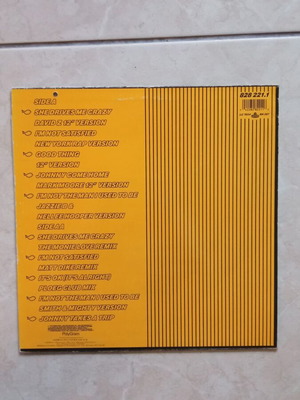 828 221.1
SIDE A
SHE DRIVES ME CRAZY
DAVID Z 12" VERSION
I'M NOT SATISFIED
NEW YORK RAP VERSION
GOOD THING
12" VERSION
JOHNNY COME HOME
MARK MOORE 12" VERSION
I'M NOT THE MAN I USED TO BE
JAZZIE B &
NELLEE HOOPER VERSION
SIDE AA
SHE DRIVES ME CRAZY
THE MONIE LOVE REMIX
I'M NOT SATISFIED
MATT DIKE REMIX
IT'S OK (IT'S ALRIGHT)
PLOEG CLUB MIX
I'M NOT THE MAN I USED TO BE
SMITH & MIGHTY VERSION
JOHNNY TAKES A TRIP
PolyGram